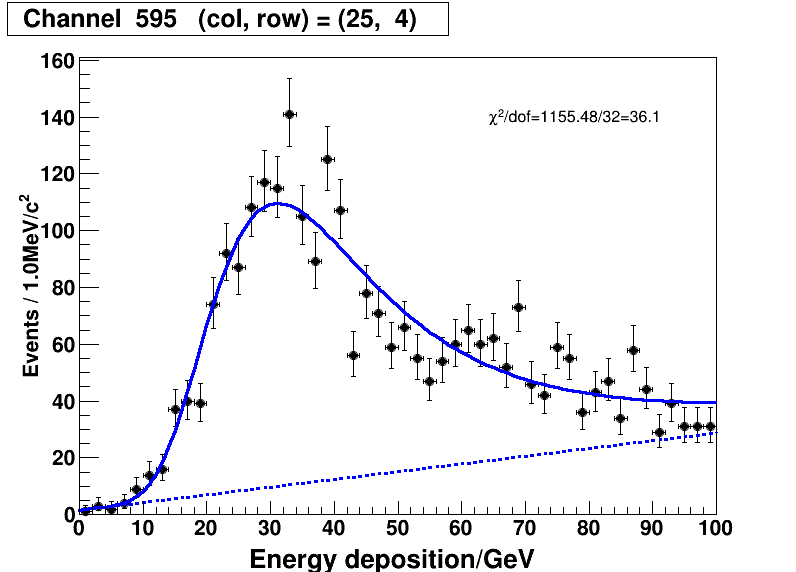 Channel  595   (col, row) = (25,  4)
χ²/dof=1155.48/32=36.1
Events / 1.0MeV/c²
160
140
120
100
80
60
40
20
0
0 10 20 30 40 50 60 70 80 90 100
Energy deposition/GeV